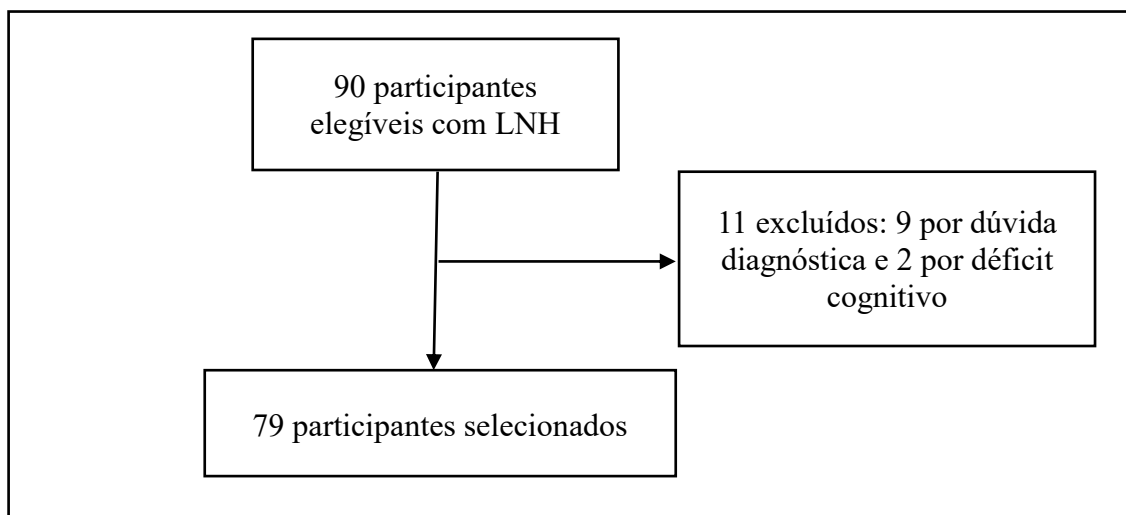 90 participantes
elegíveis com LNH
11 excluídos: 9 por dúvida
diagnóstica e 2 por déficit
cognitivo
79 participantes selecionados